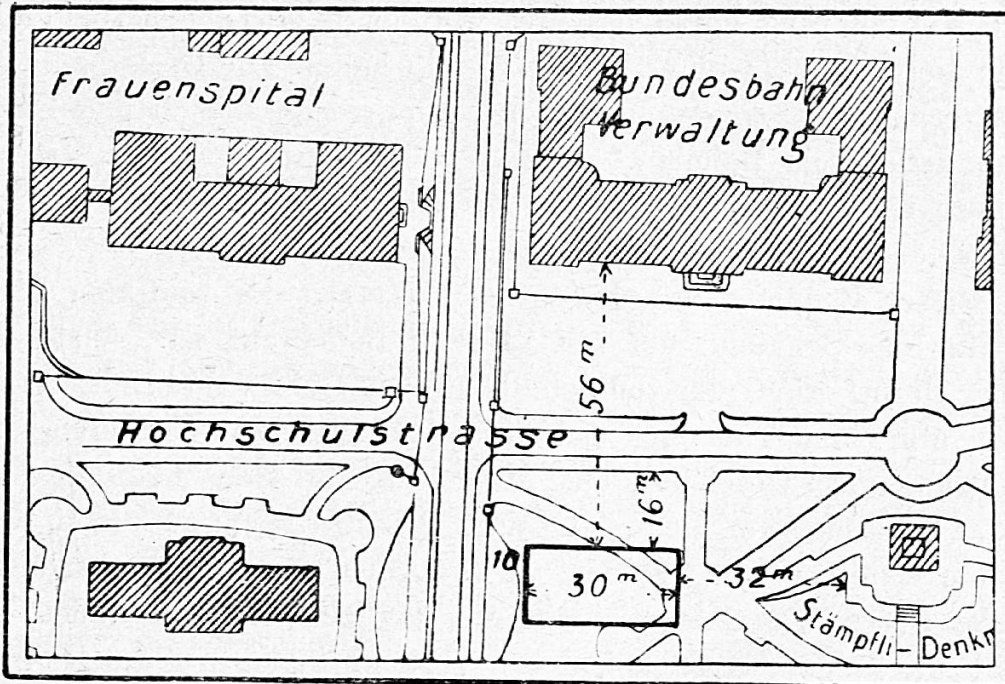 Frauenspital
Bundesbahn
Verwaltung
56 m
Hochschulstrasse
16 m
10
30 m
32 m
Stämpfli - Denkm